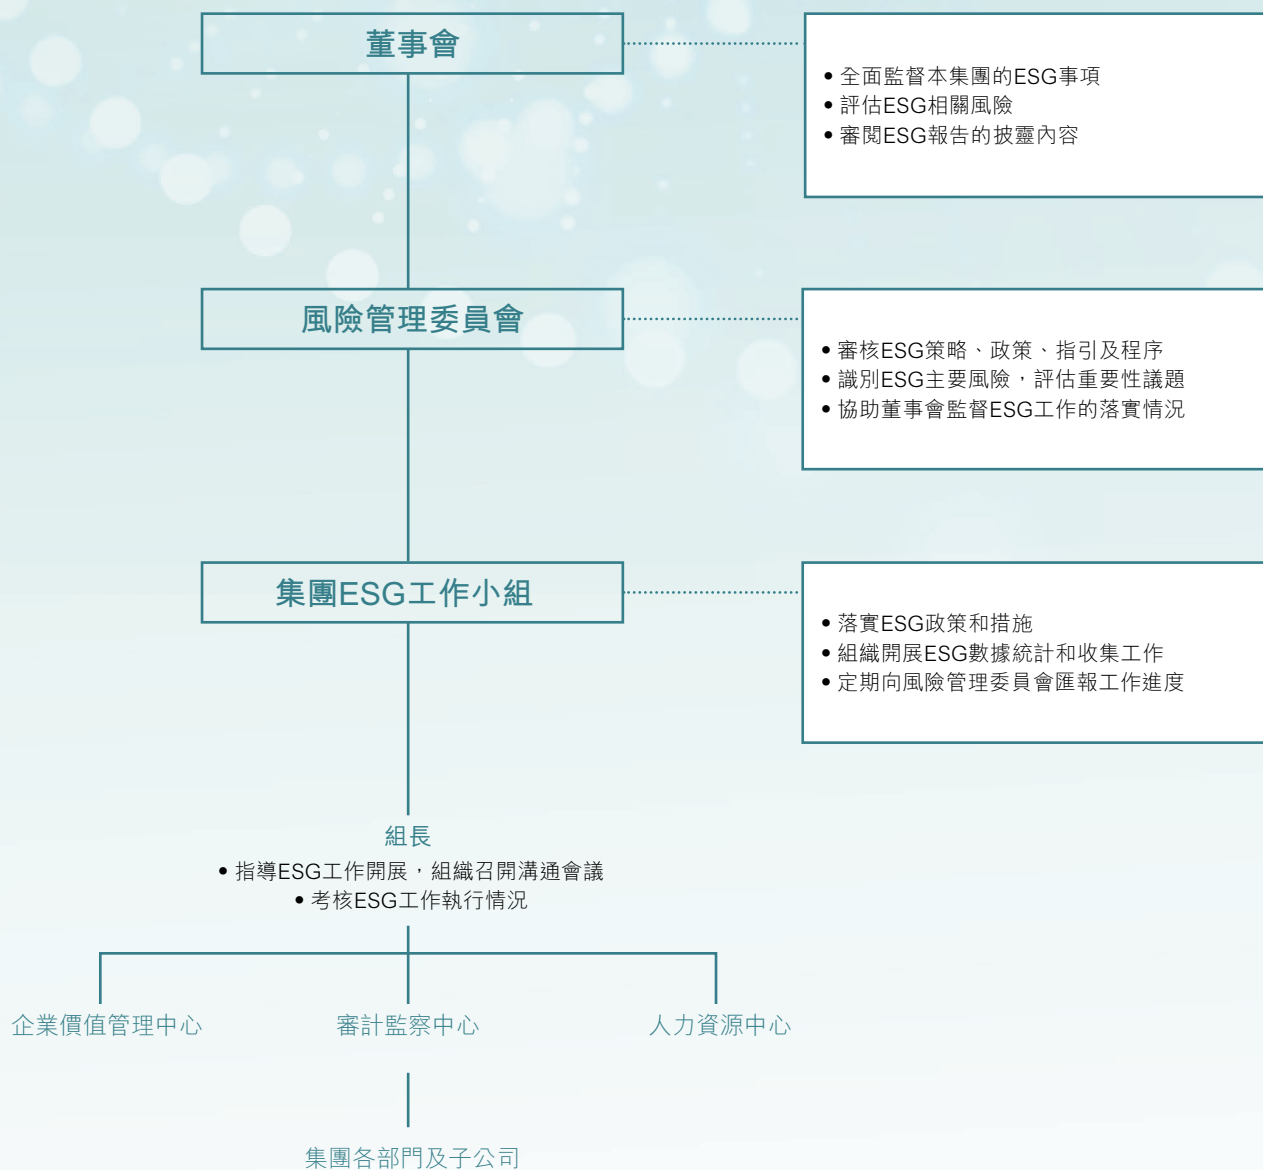 董事會
• 全面監督本集團的ESG事項
• 評估ESG相關風險
• 審閱ESG報告的披靈內容
風險管理委員會
• 審核ESG策略、政策、指引及程序
• 識別ESG主要風險，評估重要性議題
• 協助董事會監督ESG工作的落實情況
集團ESG工作小組
• 落實ESG政策和措施
• 組織開展ESG數據統計和收集工作
• 定期向風險管理委員會匯報工作進度
組長
• 指導ESG工作開展，組織召開溝通會議
• 考核ESG工作執行情況
企業價值管理中心
審計監察中心
人力資源中心
集團各部門及子公司